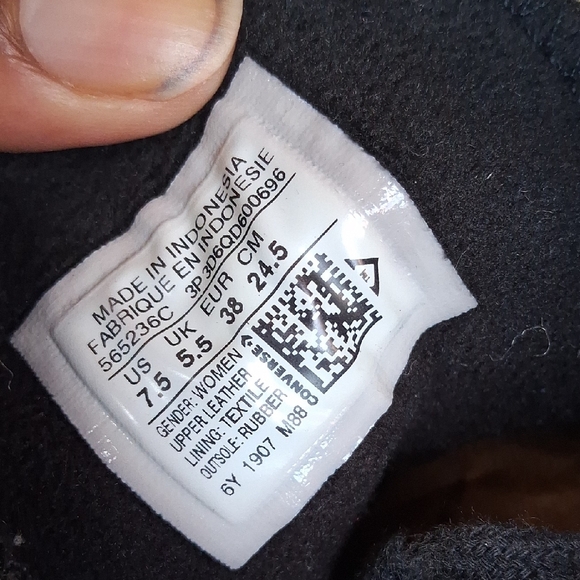 MADE IN INDONESIA
FABRIQUE EN INDONESIE
565236C 3P306QD600696
US UK EUR CM
7.5 5.5 38 24.5
GENDER: WOMEN
UPPER LEATHER
LINING: TEXTILE
OUTSOLE: RUBBER
6Y 1907 M88
CONVERSE